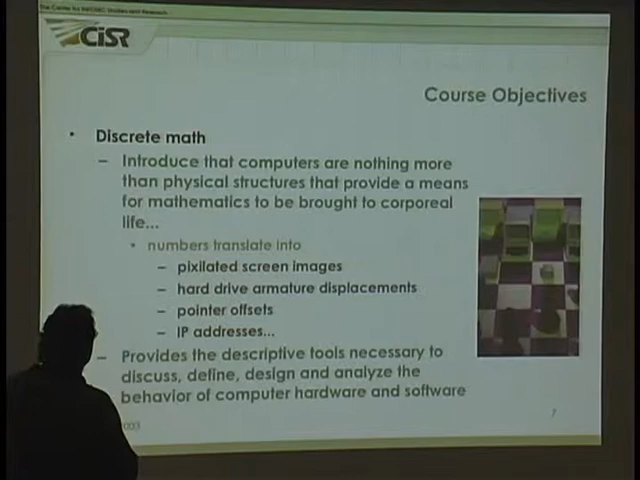 The Center for INFOSEC Studies and Research
CISR
Course Objectives
• Discrete math
– Introduce that computers are nothing more
than physical structures that provide a means
for mathematics to be brought to corporeal
life...
• numbers translate into
– pixilated screen images
– hard drive armature displacements
– pointer offsets
– IP addresses...
– Provides the descriptive tools necessary to
discuss, define, design and analyze the
behavior of computer hardware and software
2003
7